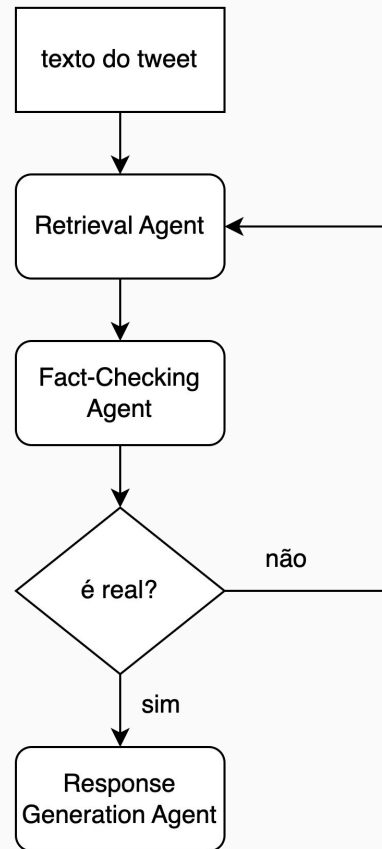 texto do tweet
Retrieval Agent
Fact-Checking
Agent
é real?
não
sim
Response
Generation Agent